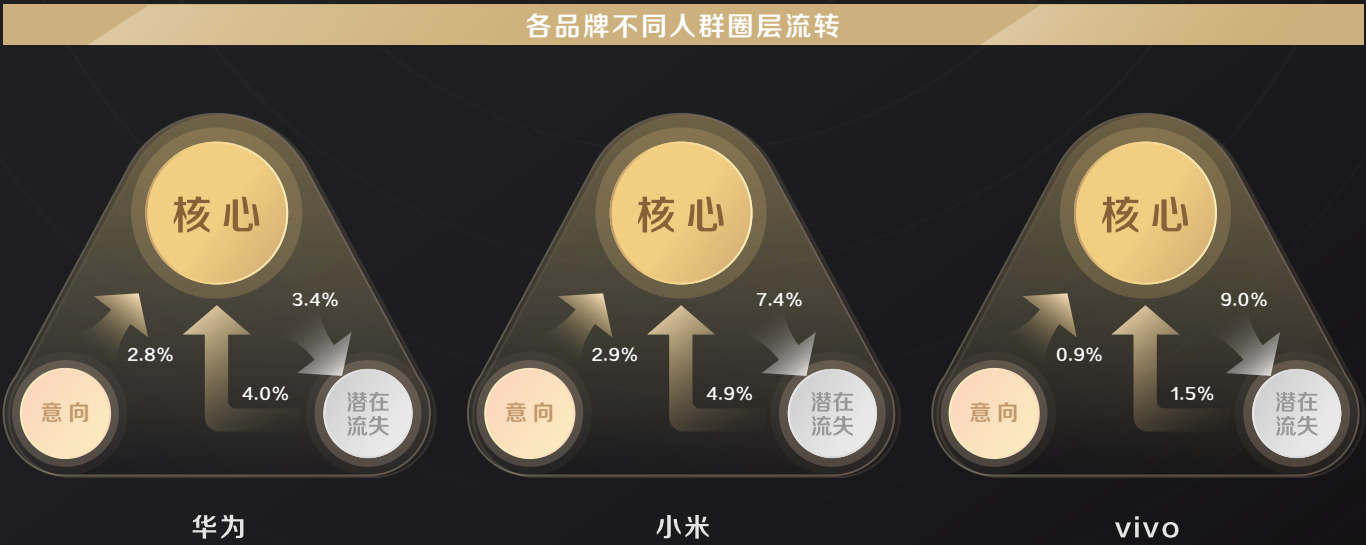 各品牌不同人群圈层流转
核心
3.4%
2.8%
4.0%
意向
潜在
流失
华为
核心
7.4%
2.9%
4.9%
意向
潜在
流失
小米
核心
9.0%
0.9%
1.5%
意向
潜在
流失
vivo